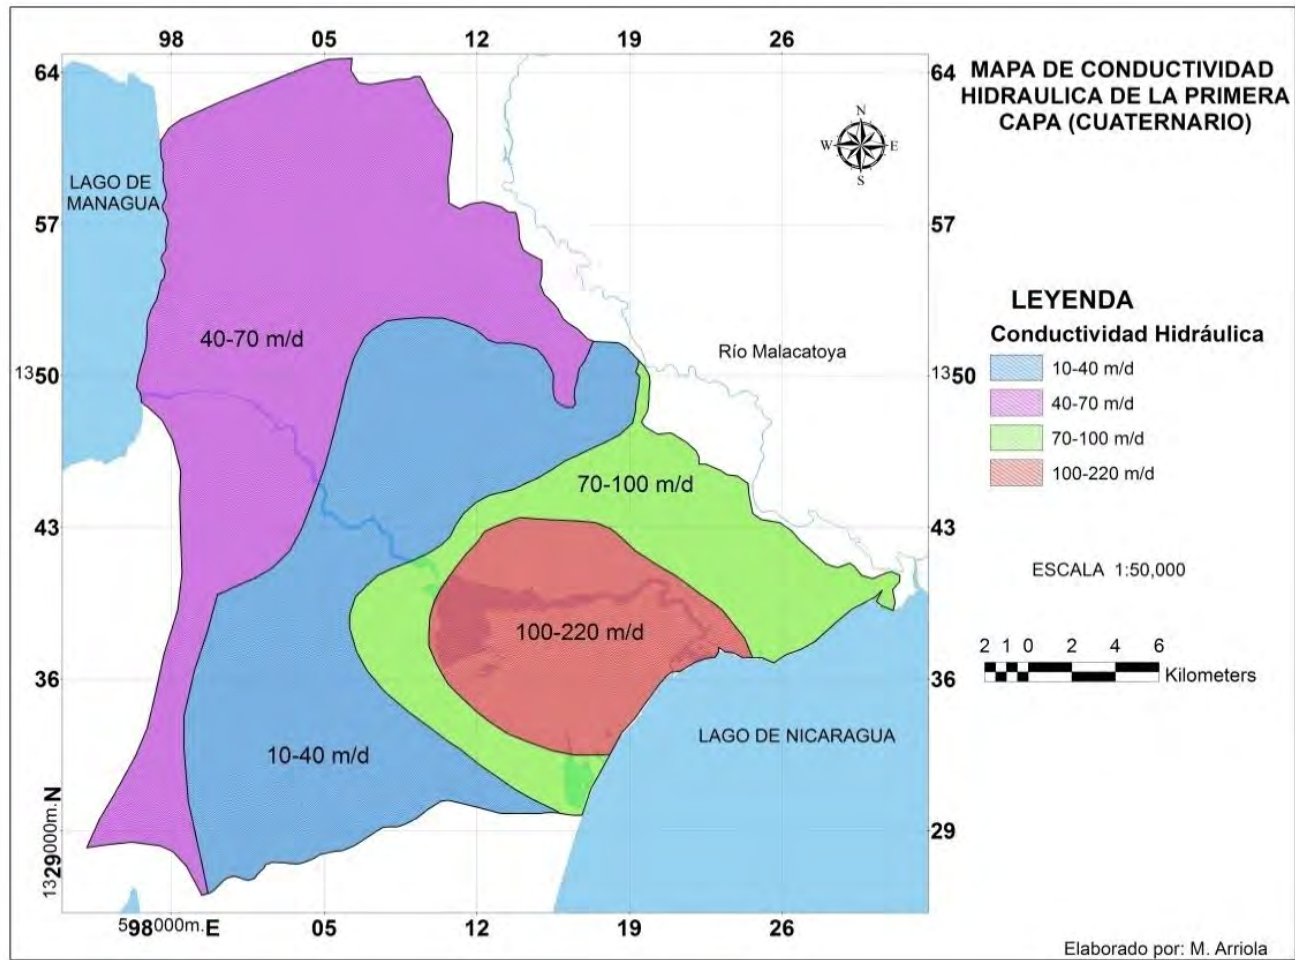 98 05 12 19 26
64 64
MAPA DE CONDUCTIVIDAD
HIDRAULICA DE LA PRIMERA
CAPA (CUATERNARIO)
N
W E
S
LAGO DE
MANAGUA
57 57
LEYENDA
Conductividad Hidráulica
40-70 m/d
Río Malacatoya
1350 1350
10-40 m/d
40-70 m/d
70-100 m/d
100-220 m/d
70-100 m/d
43 43
ESCALA 1:50,000
100-220 m/d
2 1 0 2 4 6
Kilometers
36 36
LAGO DE NICARAGUA
10-40 m/d
1329000m.N
29
598000m.E 05 12 19 26
Elaborado por: M. Arriola